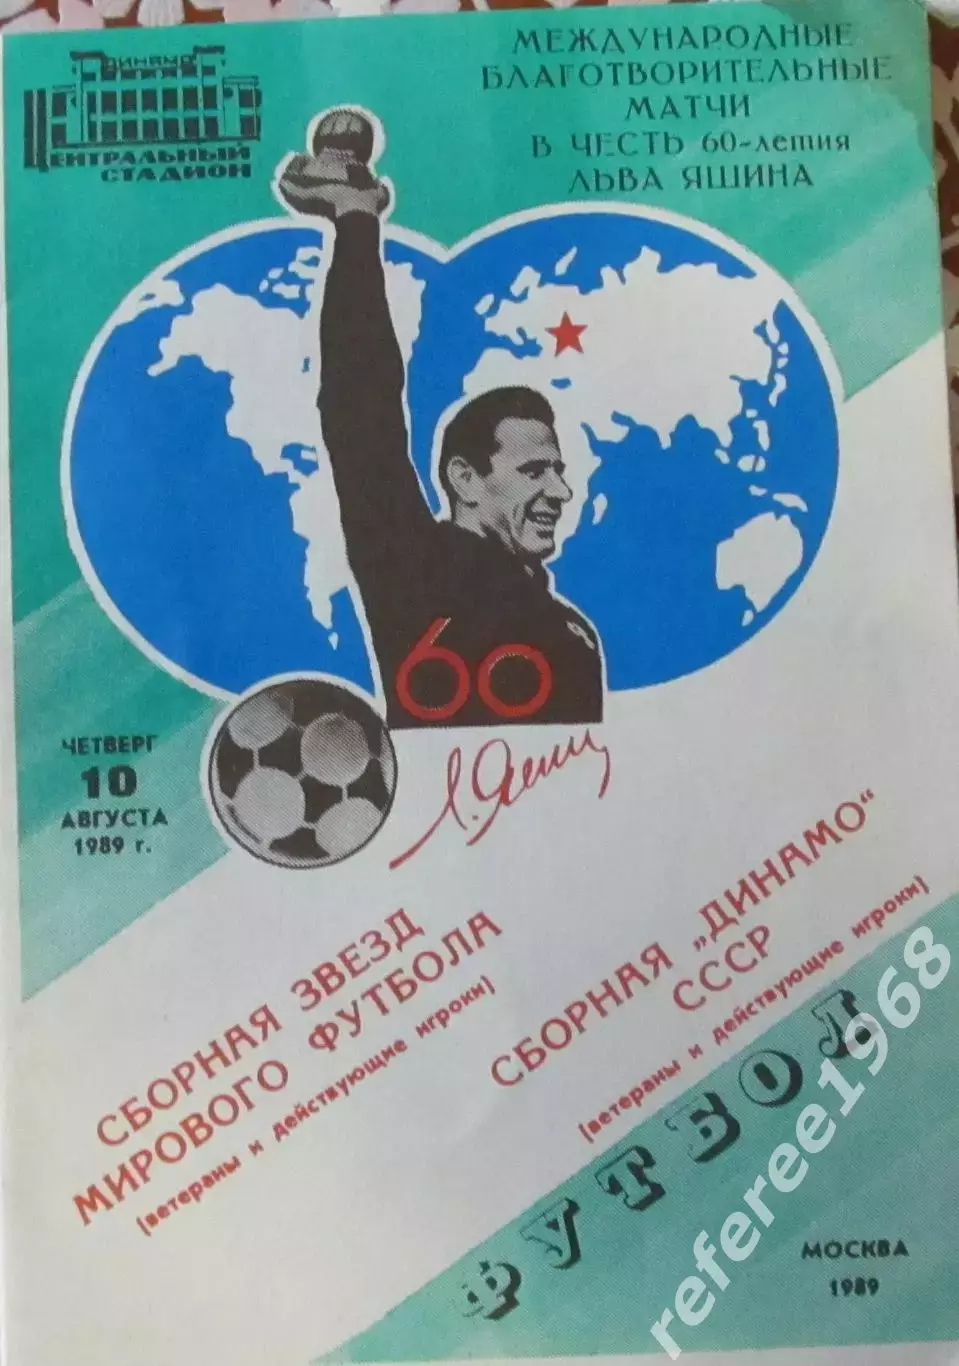 ДИНАМО
ЦЕНТРАЛЬНЫЙ
СТАДИОН
МЕЖДУНАРОДНЫЕ
БЛАГОТВОРИТЕЛЬНЫЕ
МАТЧИ
В ЧЕСТЬ 60-летия
ЛЬВА ЯШИНА
60
Л. Яшин
ЧЕТВЕРГ
10
АВГУСТА
1989 г.
СБОРНАЯ ЗВЕЗД
МИРОВОГО ФУТБОЛА
(ветераны и действующие игроки)
СБОРНАЯ „ДИНАМО“
СССР
(ветераны и действующие игроки)
ФУТБОЛ
МОСКВА
1989
referee1968